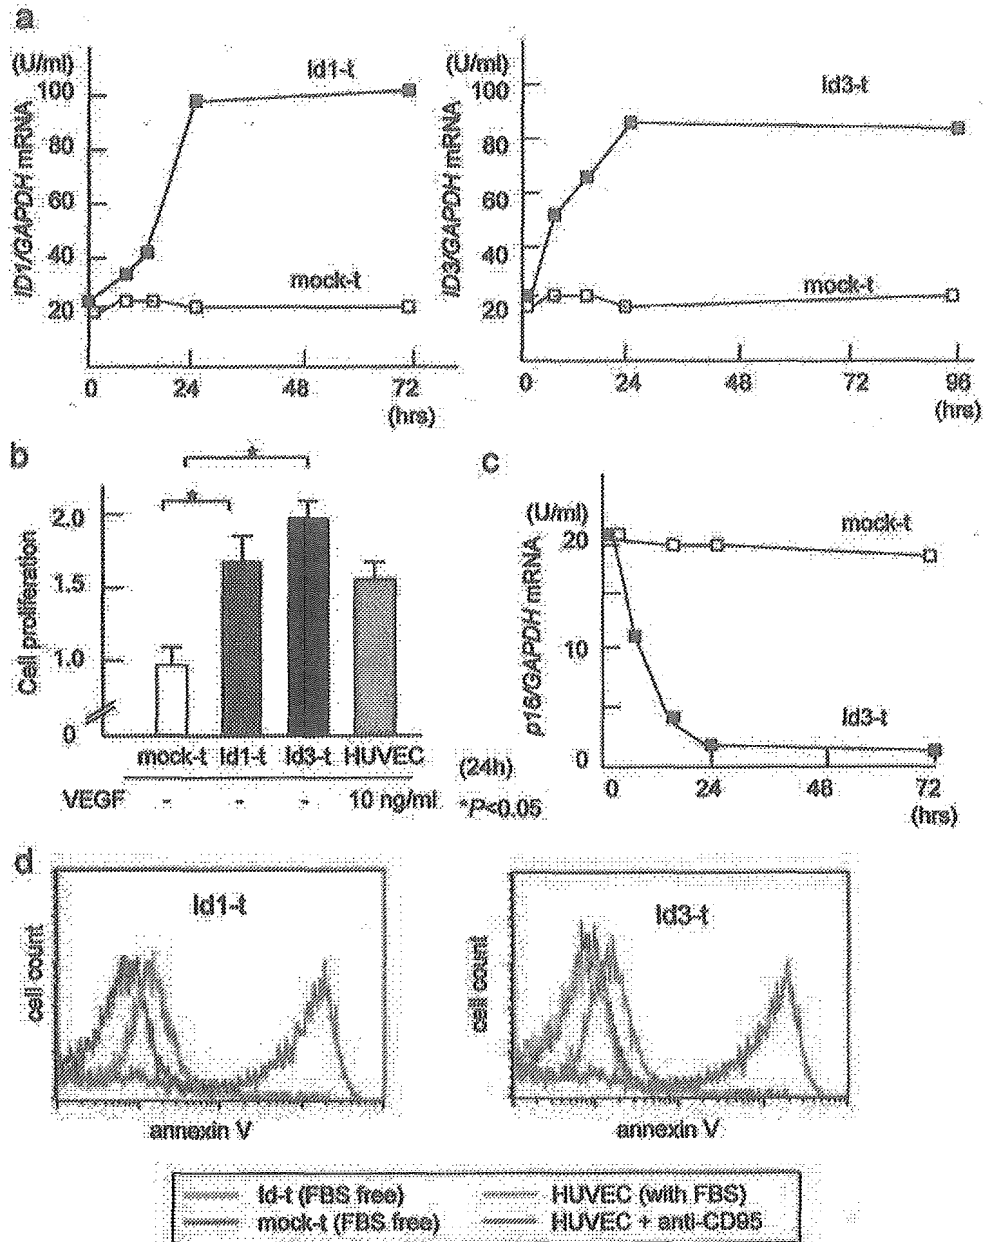 a
(U/ml)
100
80
60
40
20
ID1/GAPDH mRNA
Id1-t
mock-t
0 24 48 72
(hrs)
(U/ml)
100
80
60
40
20
ID3/GAPDH mRNA
Id3-t
mock-t
0 24 48 72 96
(hrs)
b
Cell proliferation
2.0
1.5
1.0
0
*
*
mock-t Id1-t Id3-t HUVEC (24h)
VEGF - - - 10 ng/ml *P<0.05
c
(U/ml)
20
10
0
p16/GAPDH mRNA
mock-t
Id3-t
0 24 48 72
(hrs)
d
Id1-t
cell count
annexin V
Id3-t
cell count
annexin V
Id-t (FBS free)
mock-t (FBS free)
HUVEC (with FBS)
HUVEC + anti-CD95